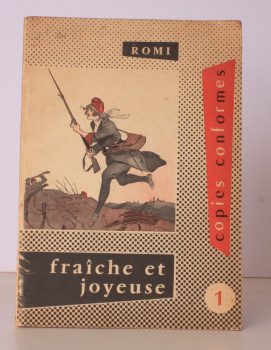 ROMI
copies conformes
fraîche et
joyeuse
1